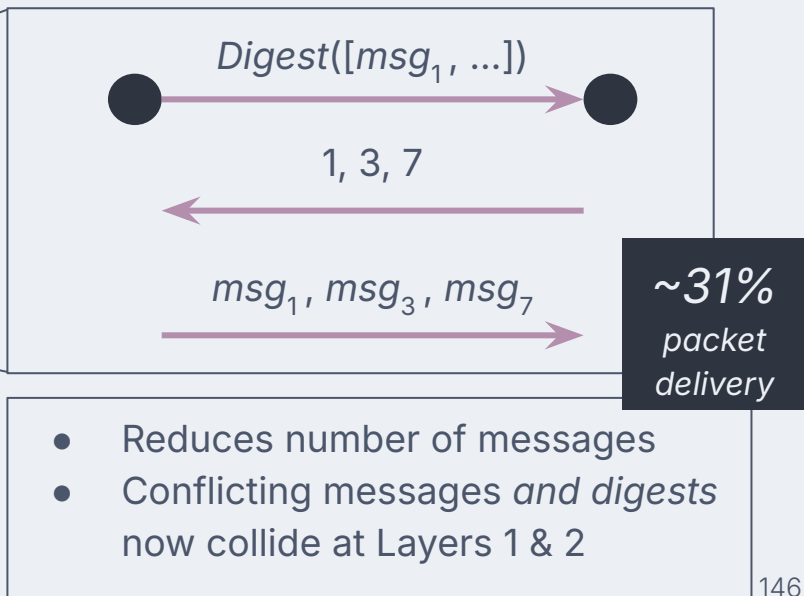 Digest([msg₁, ...])
1, 3, 7
msg₁, msg₃, msg₇
~31%
packet
delivery
● Reduces number of messages
● Conflicting messages and digests
now collide at Layers 1 & 2
146